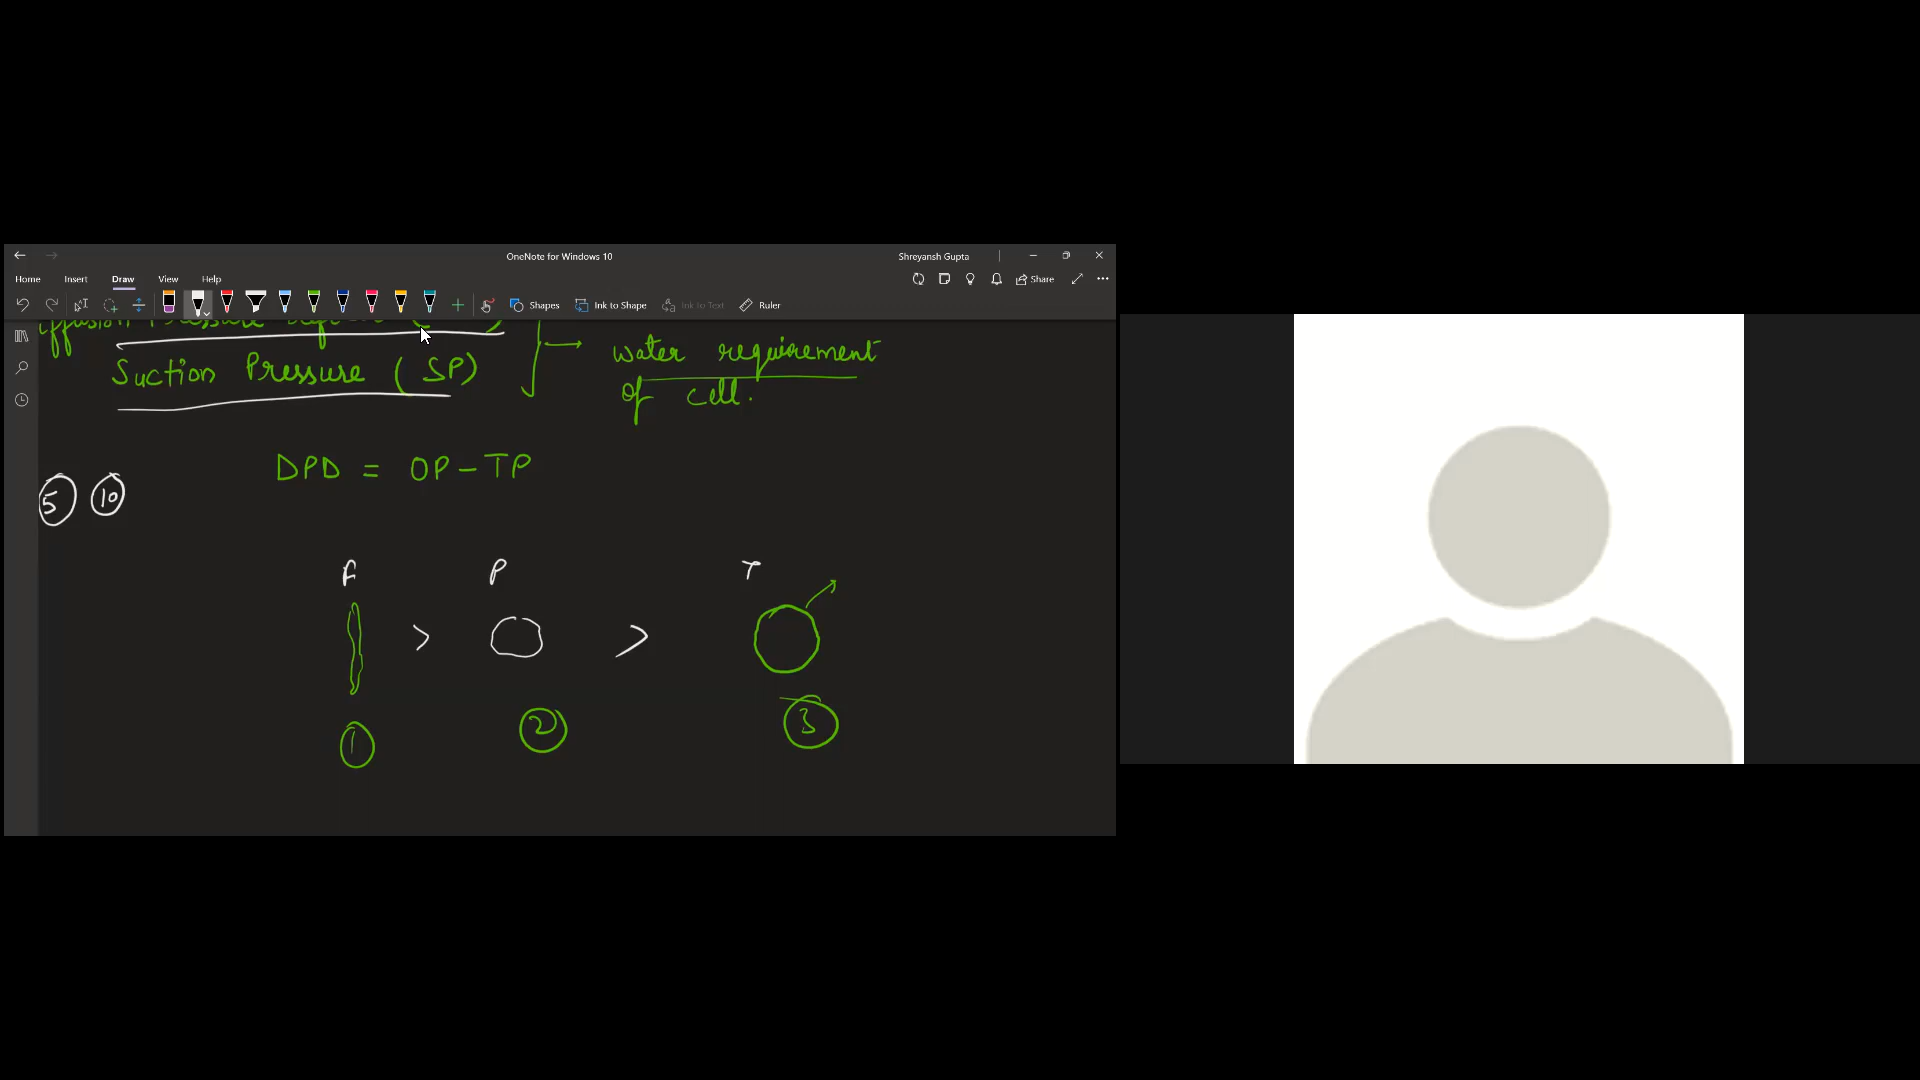 OneNote for Windows 10
Shreyansh Gupta
Home Insert Draw View Help
Share
Shapes Ink to Shape Ink to Text Ruler
Pressure
Suction Pressure (SP)
water requirement
of cell.
DPD = OP - TP
5 10
F P T
> >
1 2 3